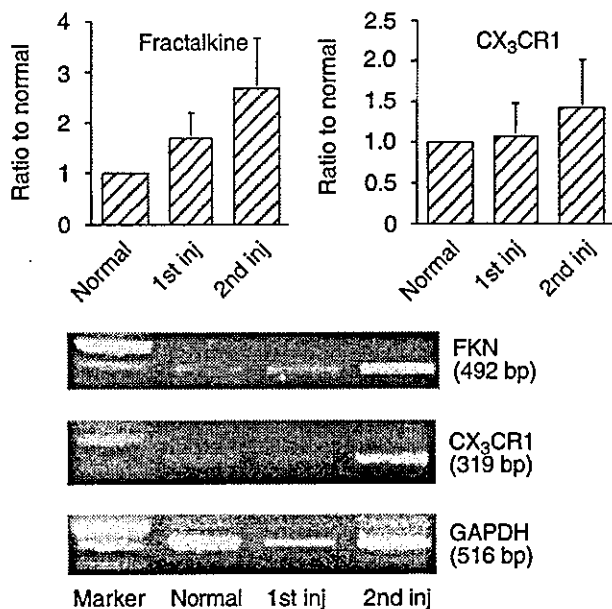 Fractalkine
Ratio to normal
4
3
2
1
0
Normal
1st inj
2nd inj
CX₃CR1
Ratio to normal
2.5
2.0
1.5
1.0
0.5
0
Normal
1st inj
2nd inj
FKN
(492 bp)
CX₃CR1
(319 bp)
GAPDH
(516 bp)
Marker Normal 1st inj 2nd inj